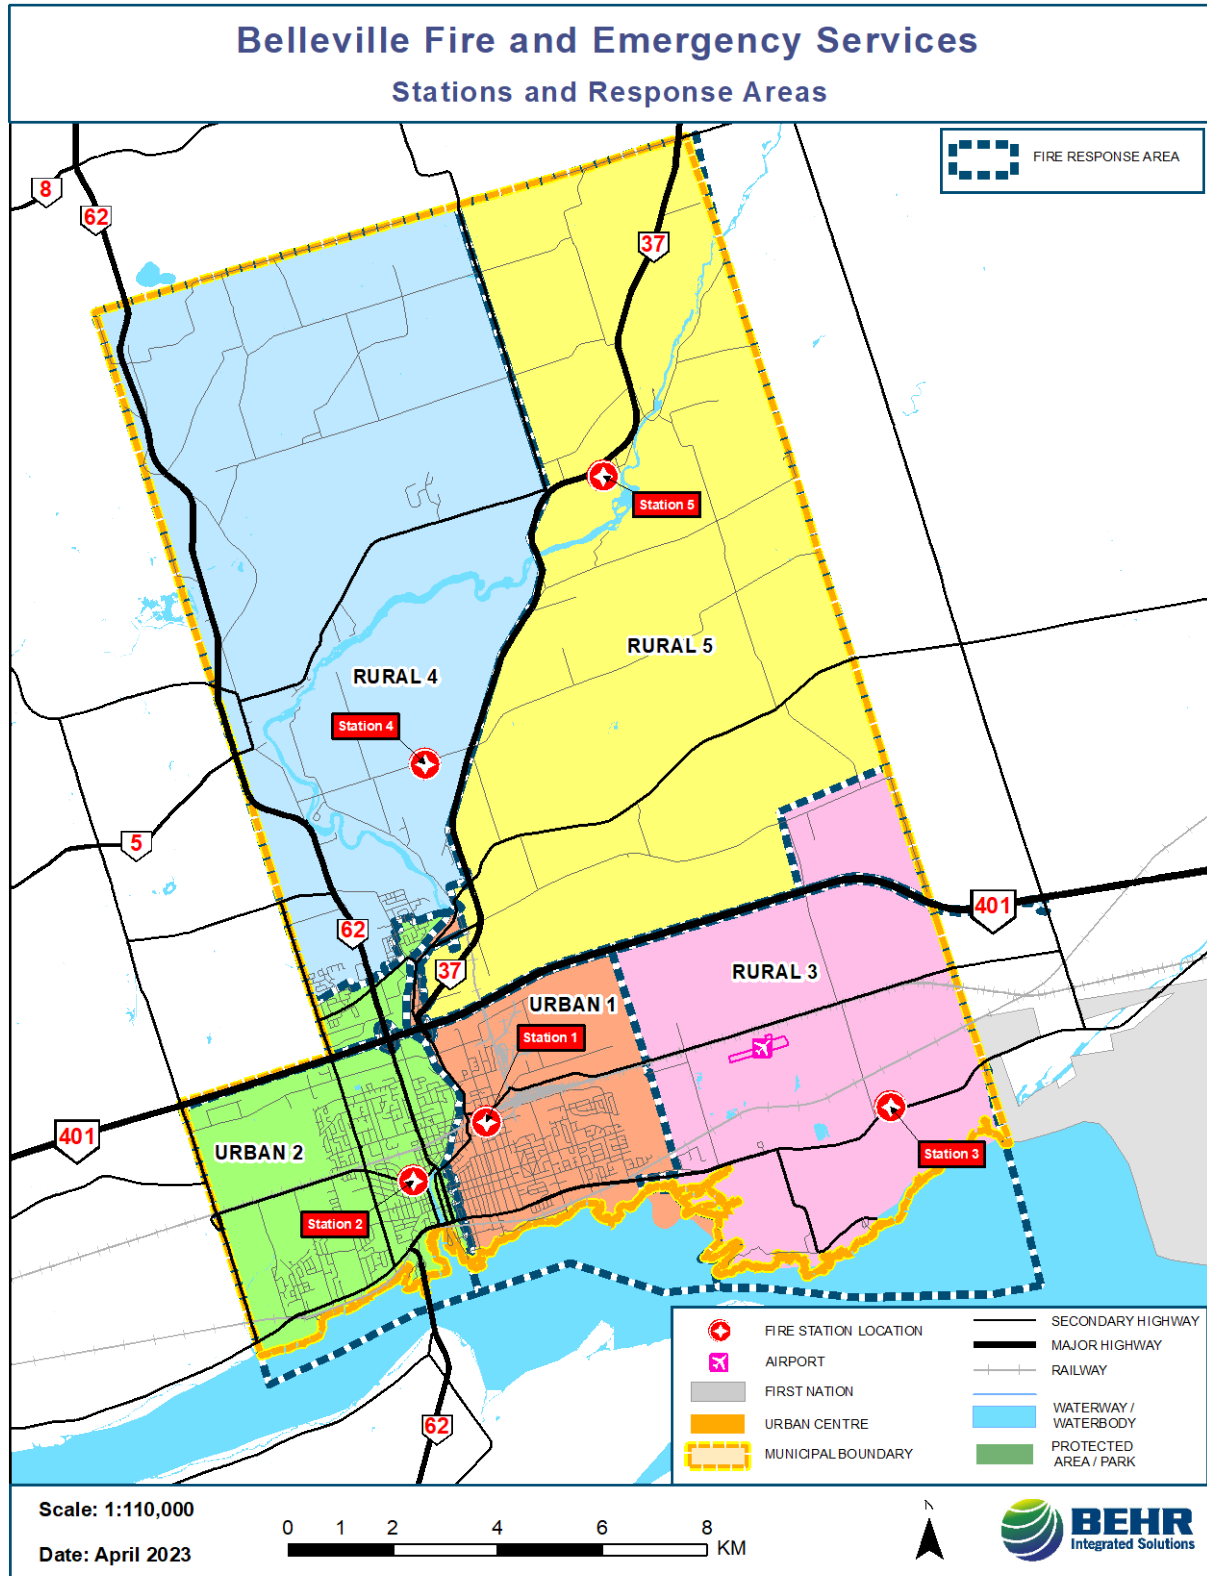 Belleville Fire and Emergency Services
Stations and Response Areas
FIRE RESPONSE AREA
8
62
37
Station 5
RURAL 5
RURAL 4
Station 4
5
62
401
37
RURAL 3
URBAN 1
Station 1
401
URBAN 2
Station 3
Station 2
62
FIRE STATION LOCATION
AIRPORT
FIRST NATION
URBAN CENTRE
MUNICIPAL BOUNDARY
SECONDARY HIGHWAY
MAJOR HIGHWAY
RAILWAY
WATERWAY /
WATERBODY
PROTECTED
AREA / PARK
Scale: 1:110,000
Date: April 2023
0 1 2 4 6 8 KM
N
BEHR
Integrated Solutions